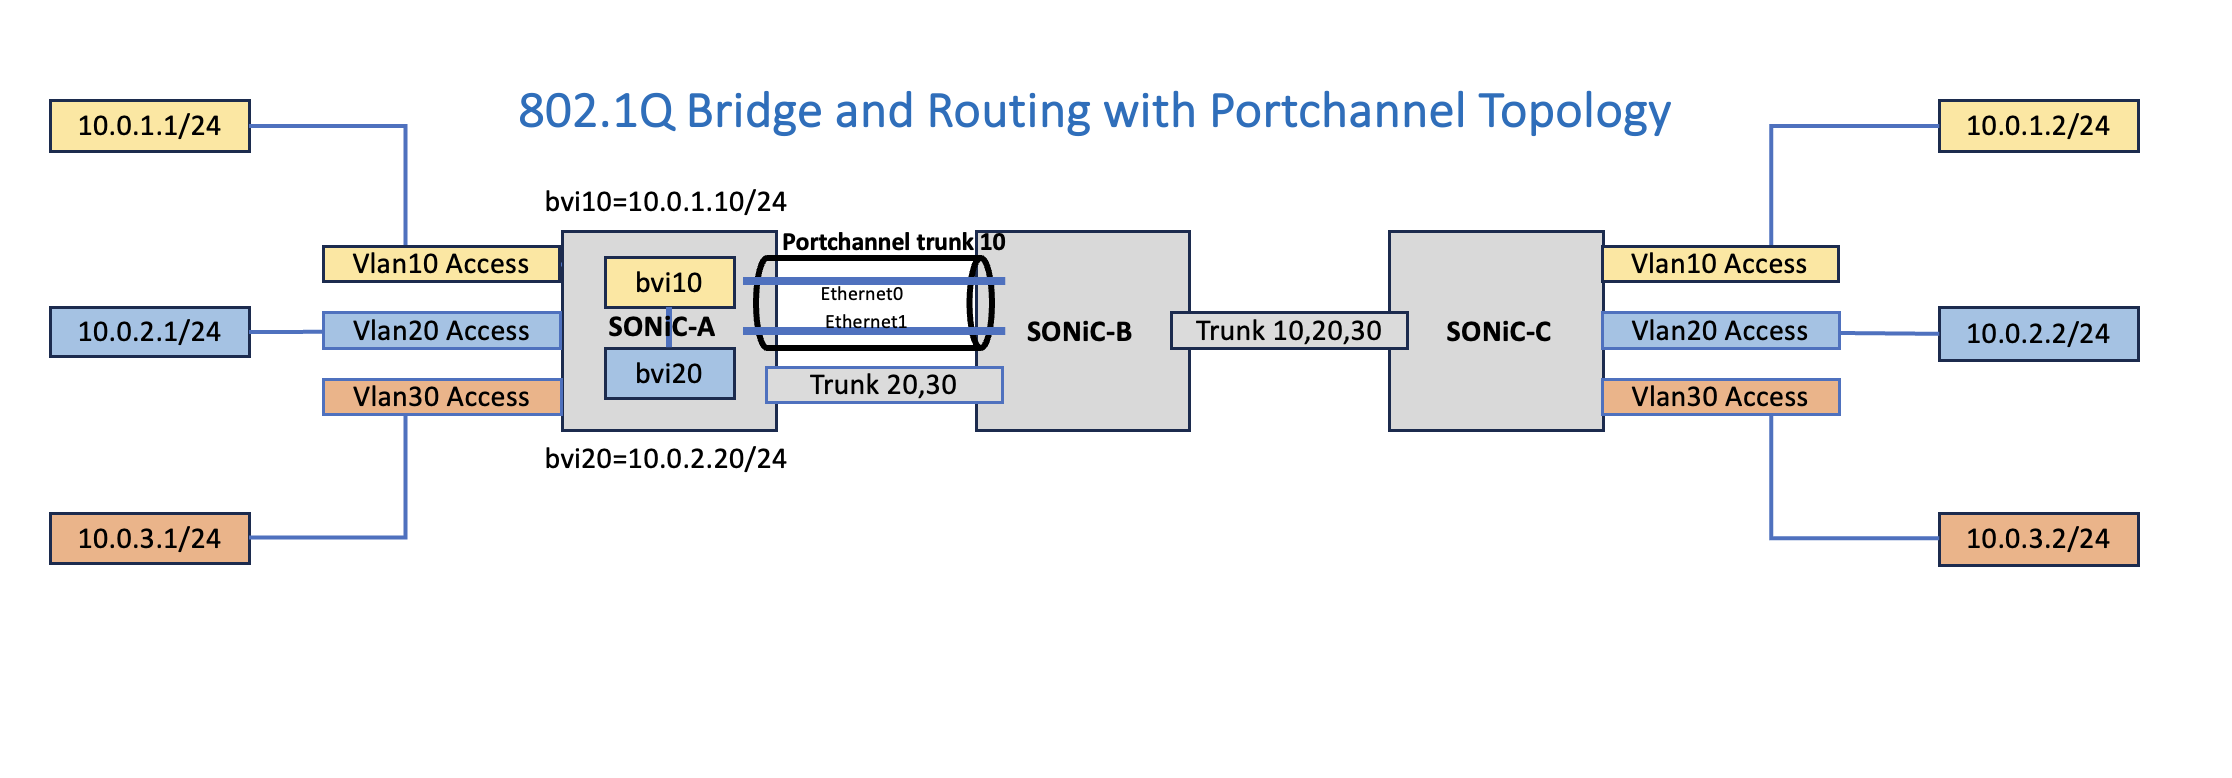 802.1Q Bridge and Routing with Portchannel Topology
10.0.1.1/24
10.0.1.2/24
bvi10=10.0.1.10/24
Portchannel trunk 10
Vlan10 Access
bvi10
Ethernet0
Vlan10 Access
10.0.2.1/24
Vlan20 Access
SONiC-A
Ethernet1
SONiC-B
Trunk 10,20,30
SONiC-C
Vlan20 Access
10.0.2.2/24
bvi20
Trunk 20,30
Vlan30 Access
Vlan30 Access
bvi20=10.0.2.20/24
10.0.3.1/24
10.0.3.2/24